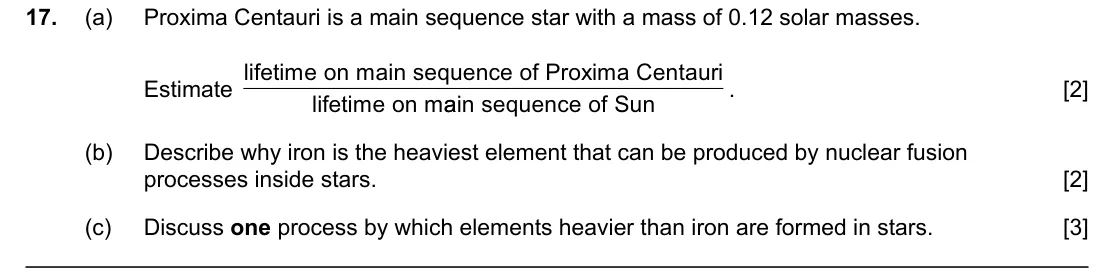 17. (a) Proxima Centauri is a main sequence star with a mass of 0.12 solar masses.
lifetime on main sequence of Proxima Centauri
Estimate .
[2]
lifetime on main sequence of Sun
(b) Describe why iron is the heaviest element that can be produced by nuclear fusion
processes inside stars. [2]
(c) Discuss one process by which elements heavier than iron are formed in stars. [3]